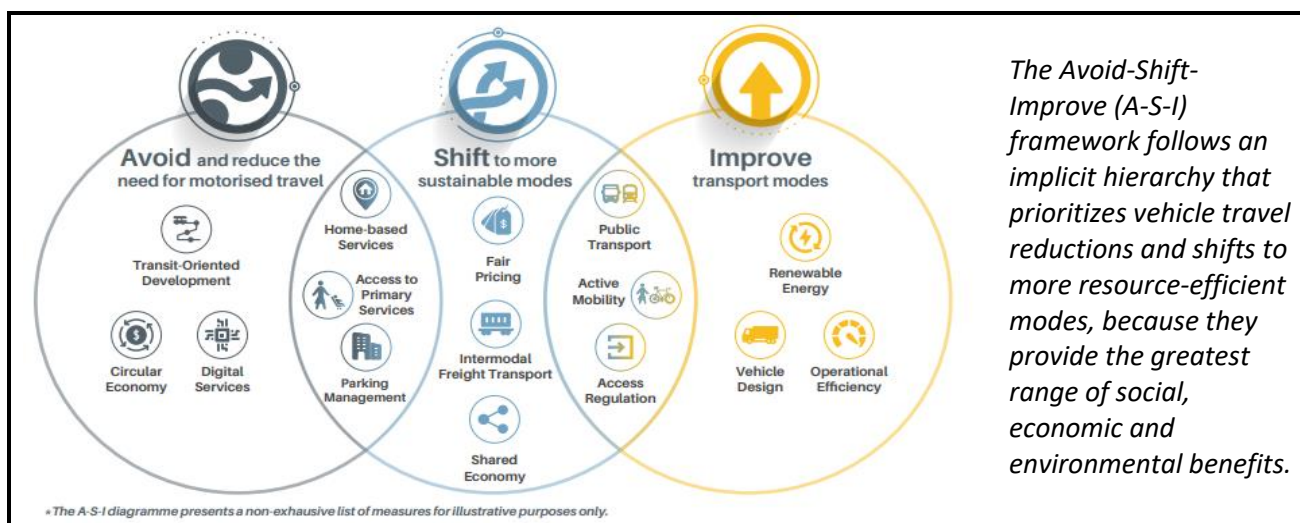 Avoid and reduce the
need for motorised travel
Transit-Oriented
Development
Circular
Economy
Digital
Services
Home-based
Services
Access to
Primary
Services
Parking
Management
Shift to more
sustainable modes
Fair
Pricing
Intermodal
Freight Transport
Shared
Economy
Public
Transport
Active
Mobility
Access
Regulation
Improve
transport modes
Renewable
Energy
Vehicle
Design
Operational
Efficiency
*The A-S-I diagramme presents a non-exhausive list of measures for illustrative purposes only.
The Avoid-Shift-
Improve (A-S-I)
framework follows an
implicit hierarchy that
prioritizes vehicle travel
reductions and shifts to
more resource-efficient
modes, because they
provide the greatest
range of social,
economic and
environmental benefits.